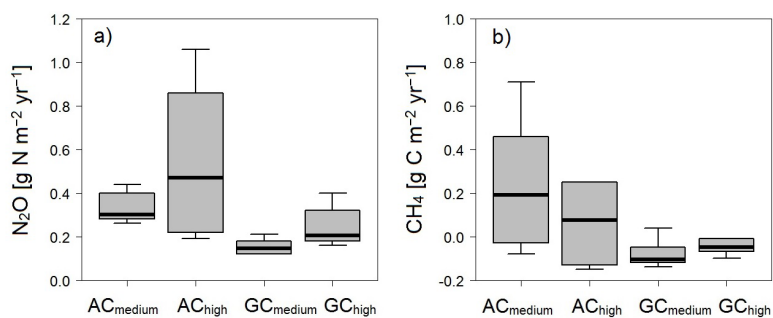 a)
N₂O [g N m⁻² yr⁻¹]
1.2
1.0
0.8
0.6
0.4
0.2
0.0
ACmedium AChigh GCmedium GChigh
b)
CH₄ [g C m⁻² yr⁻¹]
1.0
0.8
0.6
0.4
0.2
0.0
-0.2
ACmedium AChigh GCmedium GChigh